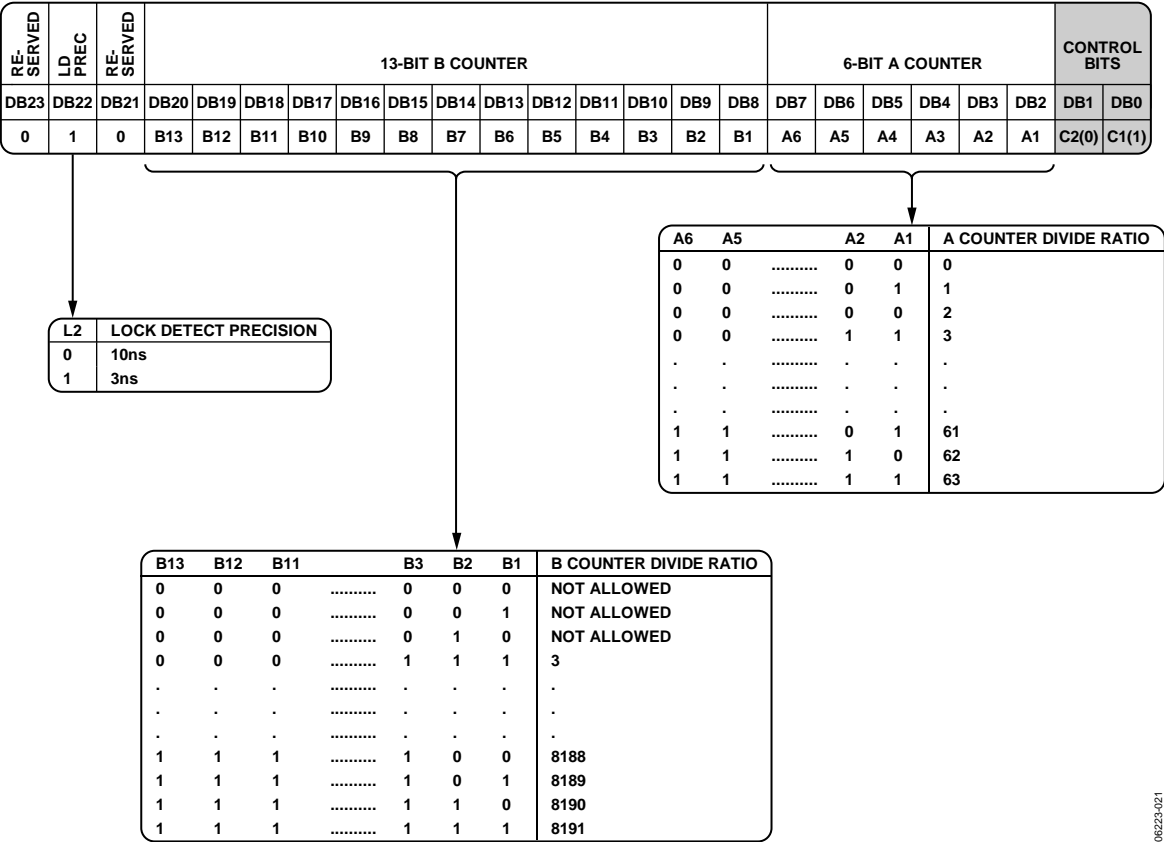 RE-
SERVED
LD
PREC
RE-
SERVED
13-BIT B COUNTER
6-BIT A COUNTER
CONTROL
BITS
DB23 DB22 DB21 DB20 DB19 DB18 DB17 DB16 DB15 DB14 DB13 DB12 DB11 DB10 DB9 DB8 DB7 DB6 DB5 DB4 DB3 DB2 DB1 DB0
0 1 0 B13 B12 B11 B10 B9 B8 B7 B6 B5 B4 B3 B2 B1 A6 A5 A4 A3 A2 A1 C2(0) C1(1)
A6 A5 A2 A1 A COUNTER DIVIDE RATIO
0 0 .......... 0 0 0
0 0 .......... 0 1 1
0 0 .......... 0 0 2
0 0 .......... 1 1 3
. . .......... . . .
. . .......... . . .
. . .......... . . .
1 1 .......... 0 1 61
1 1 .......... 1 0 62
1 1 .......... 1 1 63
L2 LOCK DETECT PRECISION
0 10ns
1 3ns
B13 B12 B11 B3 B2 B1 B COUNTER DIVIDE RATIO
0 0 0 .......... 0 0 0 NOT ALLOWED
0 0 0 .......... 0 0 1 NOT ALLOWED
0 0 0 .......... 0 1 0 NOT ALLOWED
0 0 0 .......... 1 1 1 3
. . . .......... . . . .
. . . .......... . . . .
. . . .......... . . . .
1 1 1 .......... 1 0 0 8188
1 1 1 .......... 1 0 1 8189
1 1 1 .......... 1 1 0 8190
1 1 1 .......... 1 1 1 8191
06223-021